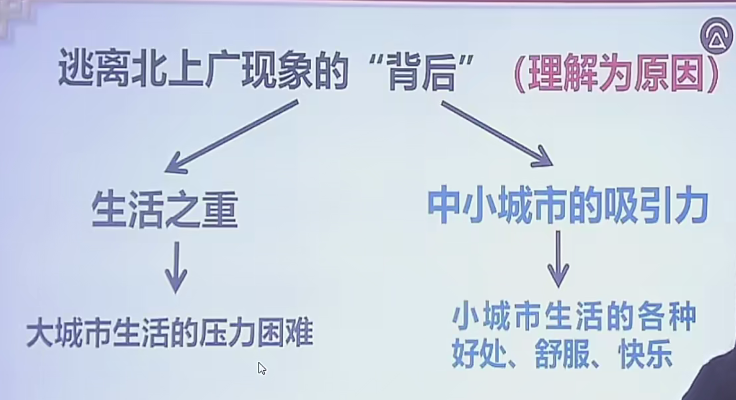 逃离北上广现象的“背后”（理解为原因）
生活之重
中小城市的吸引力
大城市生活的压力困难
小城市生活的各种
好处、舒服、快乐